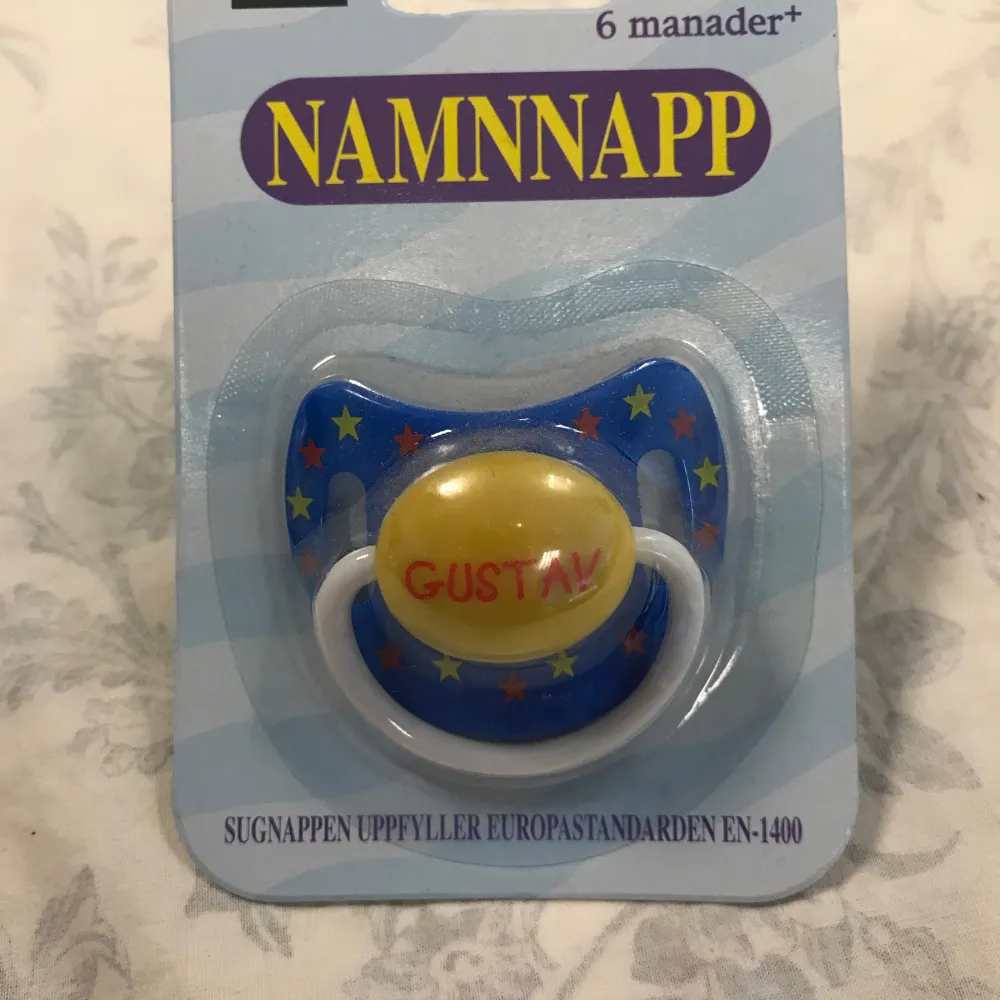 6 manader+
NAMNNAPP
GUSTAV
SUGNAPPEN UPPFYLLER EUROPASTANDARDEN EN-1400